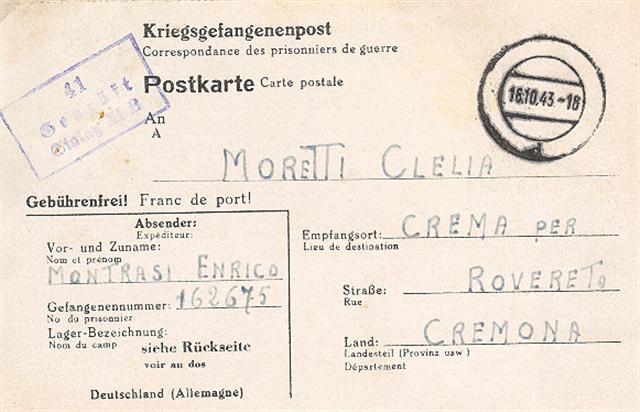 Kriegsgefangenenpost
Correspondance des prisonniers de guerre
41
Geprüft
Stalag
Postkarte Carte postale
16.10.43-18
An
A
MORETTI CLELIA
Gebührenfrei! Franc de port!
Absender:
Expéditeur:
Vor- und Zuname:
Nom et prénom
MONTRASI ENRICO
Gefangenennummer: 162675
No du prisonnier
Lager-Bezeichnung:
Nom du camp siehe Rückseite
voir au dos
Deutschland (Allemagne)
Empfangsort: CREMA PER
Lieu de destination
Straße: ROVERETO
Rue
Land: CREMONA
Landesteil (Provinz usw)
Département